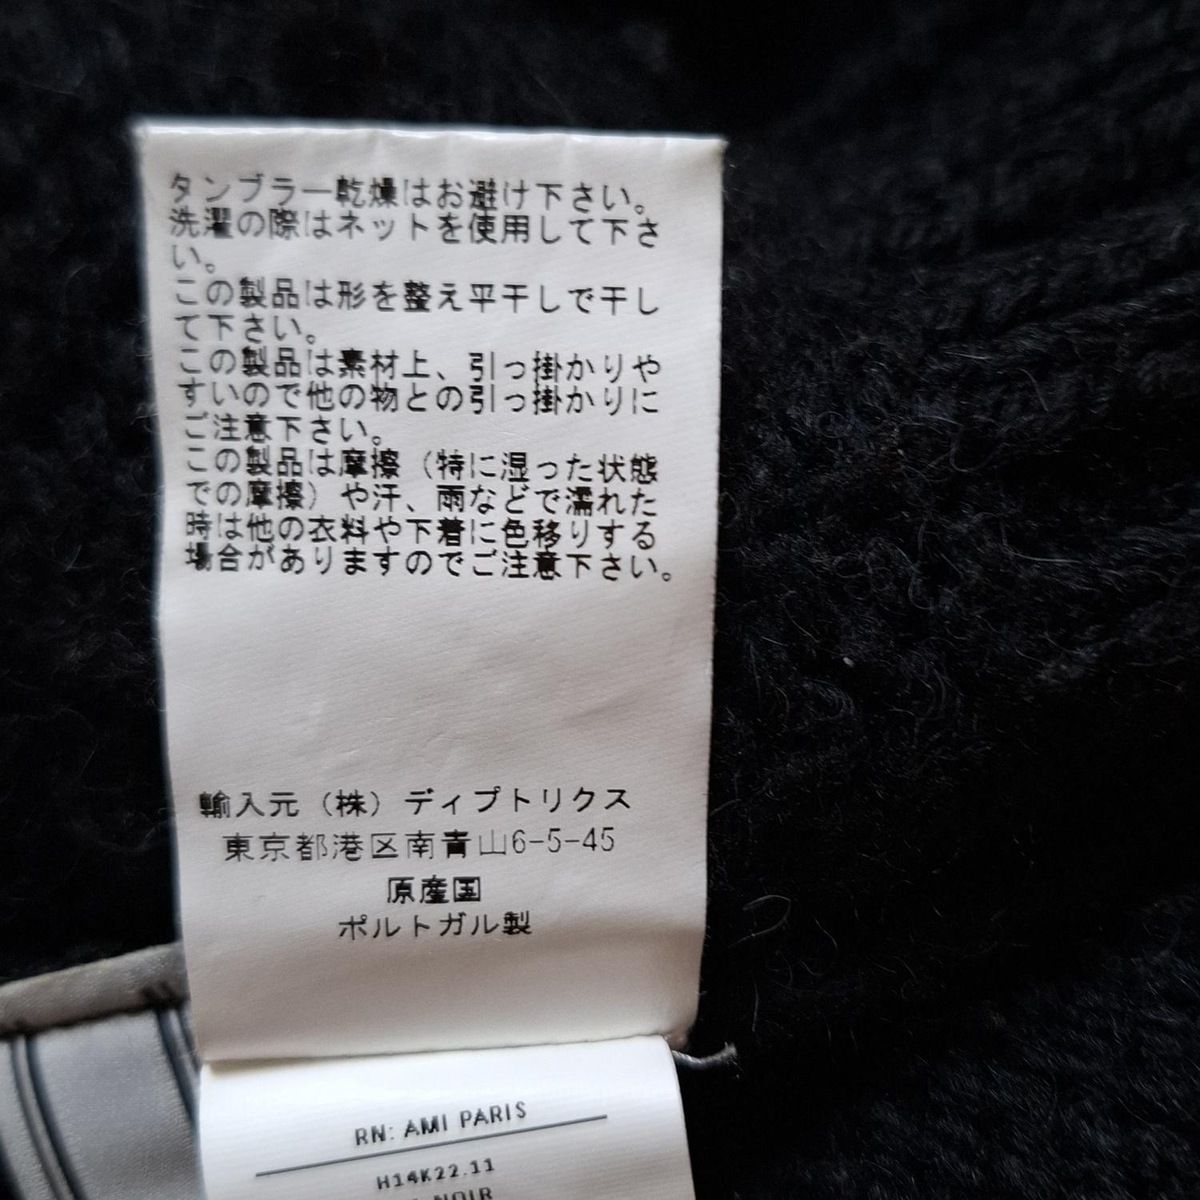 タンブラー乾燥はお避け下さい。
洗濯の際はネットを使用して下さ
い。
この製品は形を整え平干しで干し
て下さい。
この製品は素材上、引っ掛かりや
すいので他の物との引っ掛かりに
ご注意下さい。
この製品は摩擦（特に湿った状態
での摩擦）や汗、雨などで濡れた
時は他の衣料や下着に色移りする
場合がありますのでご注意下さい。
輸入元（株）ディプトリクス
東京都港区南青山6-5-45
原産国
ポルトガル製
RN: AMI PARIS
H14K22.11
NOIR